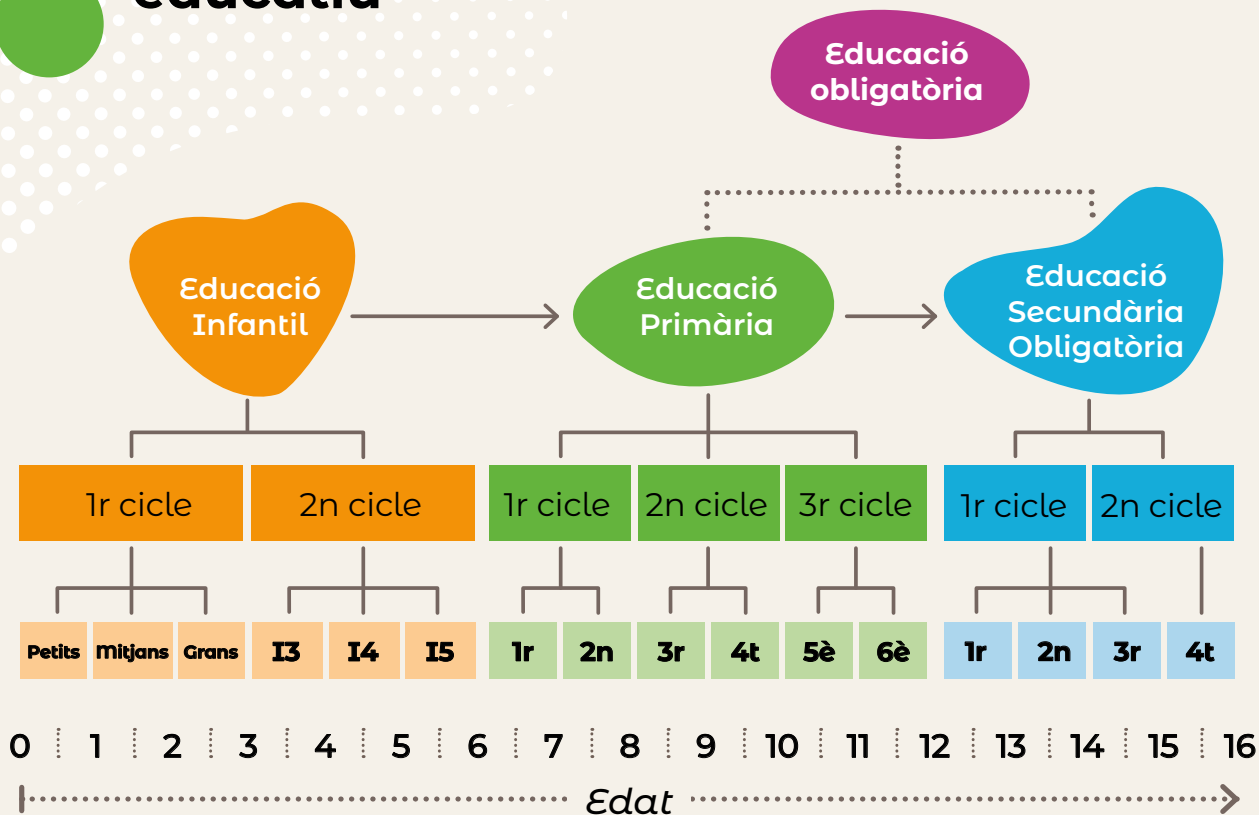 educatiu
Educació
obligatòria
Educació
Infantil
Educació
Primària
Educació
Secundària
Obligatòria
1r cicle
2n cicle
1r cicle
2n cicle
3r cicle
1r cicle
2n cicle
Petits
Mitjans
Grans
I3
I4
I5
1r
2n
3r
4t
5è
6è
1r
2n
3r
4t
0 1 2 3 4 5 6 7 8 9 10 11 12 13 14 15 16
Edat